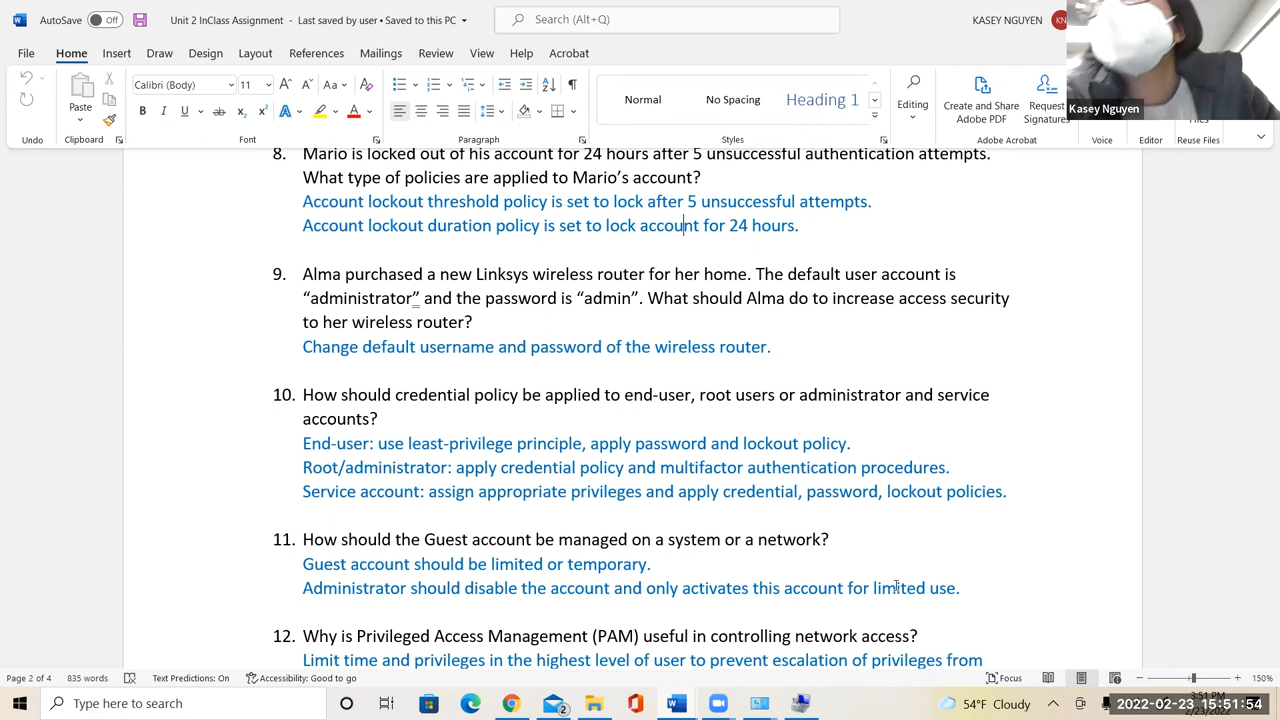 AutoSave Off Unit 2 InClass Assignment - Last saved by user • Saved to this PC Search (Alt+Q) KASEY NGUYEN KN
File Home Insert Draw Design Layout References Mailings Review View Help Acrobat
Calibri (Body) 11 Aa
Paste
Normal No Spacing Heading 1
Editing
Create and Share Adobe PDF
Request Signatures
Kasey Nguyen
Undo Clipboard Font Paragraph Styles Adobe Acrobat Voice Editor Reuse Files
8. Mario is locked out of his account for 24 hours after 5 unsuccessful authentication attempts.
What type of policies are applied to Mario's account?
Account lockout threshold policy is set to lock after 5 unsuccessful attempts.
Account lockout duration policy is set to lock account for 24 hours.
9. Alma purchased a new Linksys wireless router for her home. The default user account is
“administrator” and the password is “admin”. What should Alma do to increase access security
to her wireless router?
Change default username and password of the wireless router.
10. How should credential policy be applied to end-user, root users or administrator and service
accounts?
End-user: use least-privilege principle, apply password and lockout policy.
Root/administrator: apply credential policy and multifactor authentication procedures.
Service account: assign appropriate privileges and apply credential, password, lockout policies.
11. How should the Guest account be managed on a system or a network?
Guest account should be limited or temporary.
Administrator should disable the account and only activates this account for limited use.
12. Why is Privileged Access Management (PAM) useful in controlling network access?
Limit time and privileges in the highest level of user to prevent escalation of privileges from
Page 2 of 4 835 words Text Predictions: On Accessibility: Good to go Focus 150%
Type here to search 2 54°F Cloudy 3:51 PM
2022-02-23 15:51:54
2/23/2022